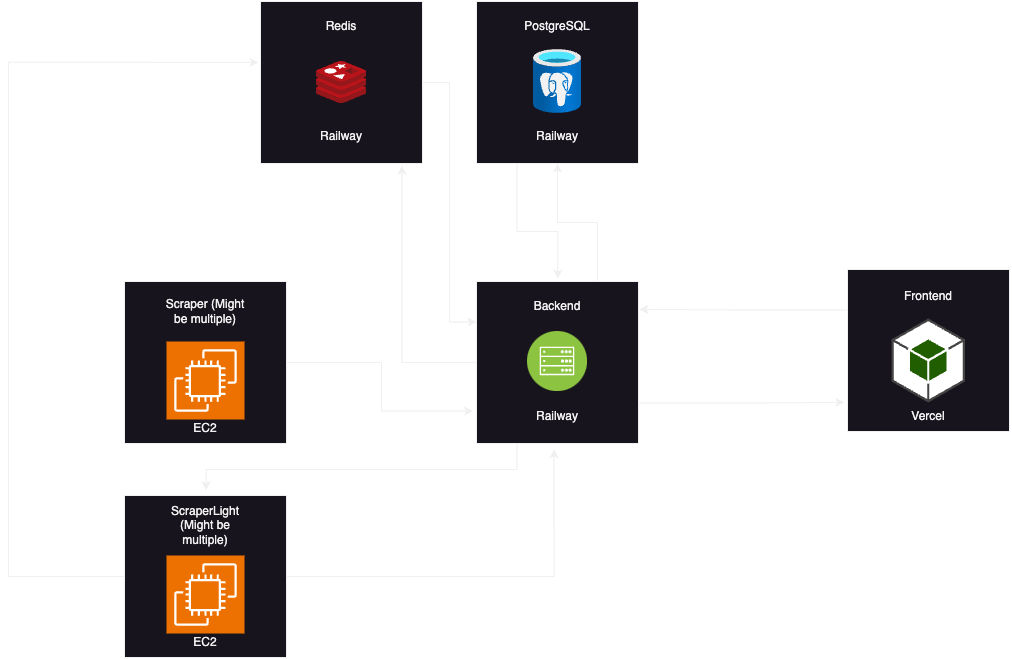 Redis
Railway
PostgreSQL
Railway
Scraper (Might
be multiple)
EC2
Backend
Railway
Frontend
Vercel
ScraperLight
(Might be
multiple)
EC2